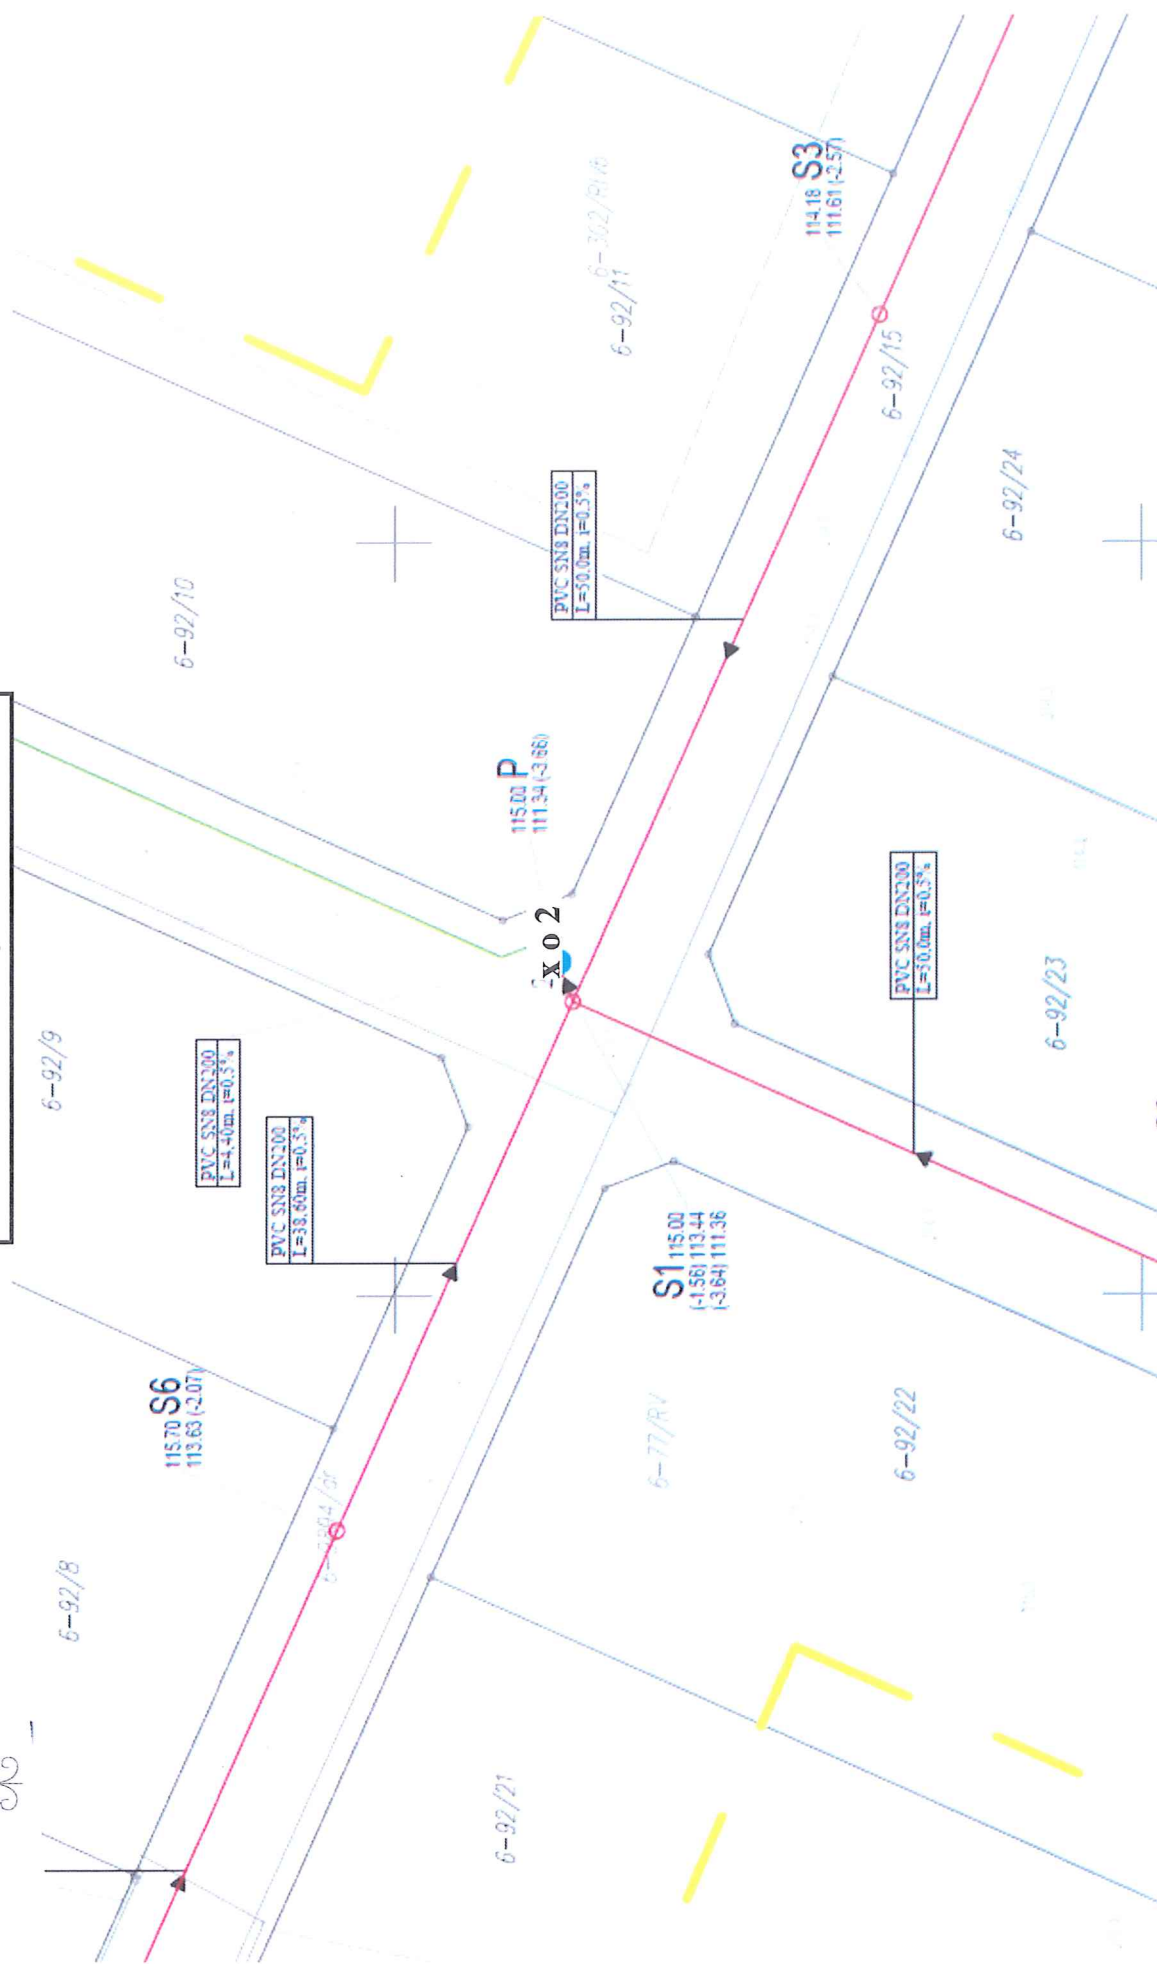 6-92/8
115.70 S6
113.63 (-2.07)
6-92/9
PVC SN8 DN200
L=4.40m. i=0.5%
PVC SN8 DN200
L=38.60m. i=0.5%
6-92/10
115.00 P
111.34 (-3.66)
x o 2
PVC SN8 DN200
L=50.0m. i=0.5%
6-92/11
114.18 S3
111.61 (-2.57)
6-92/15
6-92/24
PVC SN8 DN200
L=50.0m. i=0.5%
6-92/23
S1 115.00
(-1.56) 113.44
(-3.64) 111.36
6-77/RV
6-92/22
6-92/21